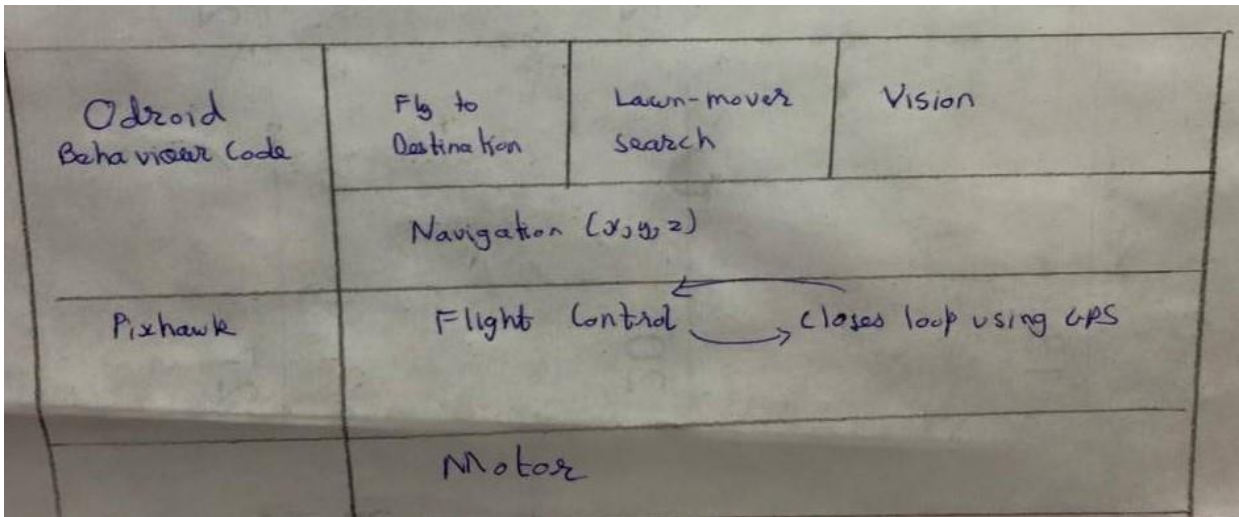 Odroid
Behaviour Code
Fly to
Destination
Lawn-mover
search
Vision
Navigation (x,y,z)
Pixhawk
Flight Control
closes loop using GPS
Motor